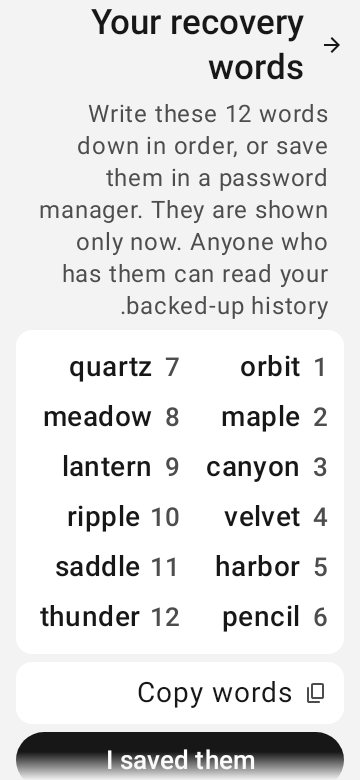 Your recovery
words
Write these 12 words
down in order, or save
them in a password
manager. They are shown
only now. Anyone who
has them can read your
.backed-up history
1 orbit
2 maple
3 canyon
4 velvet
5 harbor
6 pencil
7 quartz
8 meadow
9 lantern
10 ripple
11 saddle
12 thunder
Copy words
I saved them